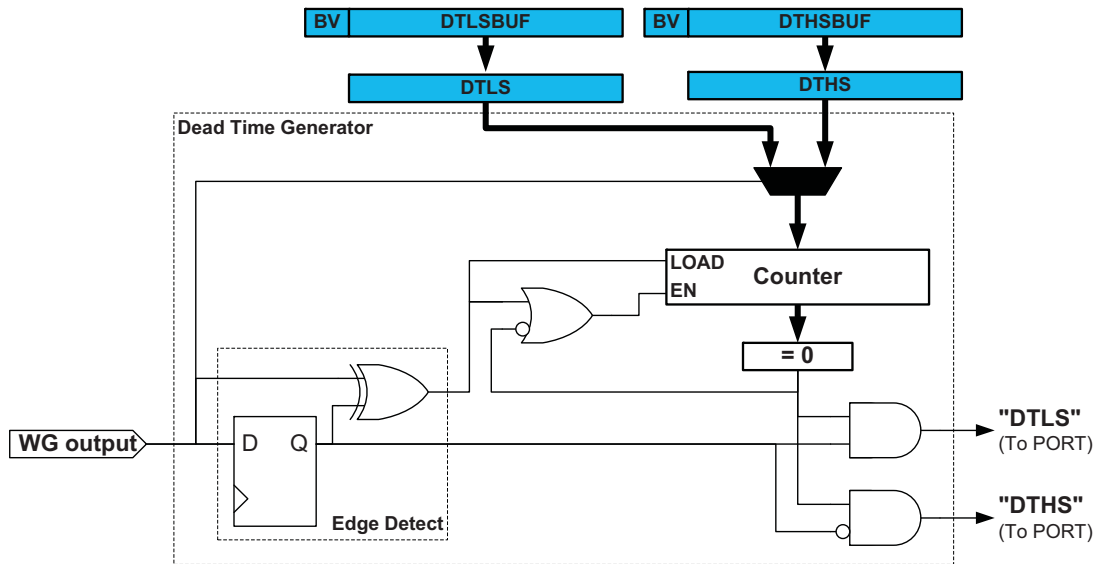 BV DTLSBUF BV DTHSBUF
DTLS DTHS
Dead Time Generator
LOAD
Counter
EN
= 0
WG output
D Q
Edge Detect
"DTLS"
(To PORT)
"DTHS"
(To PORT)